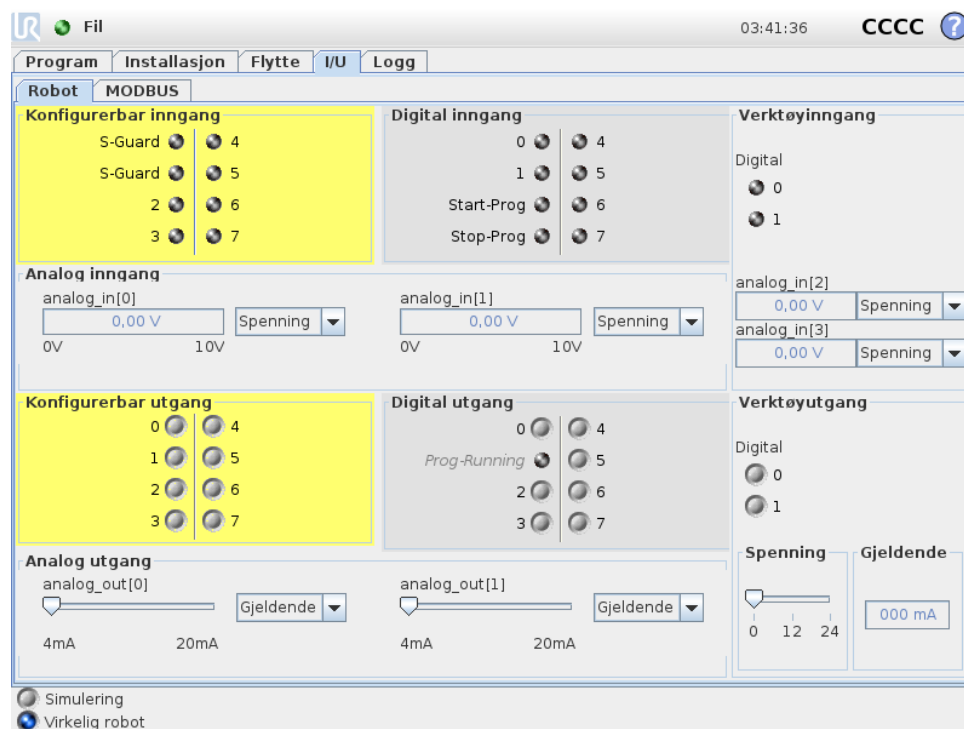 UR Fil 03:41:36 CCCC ?
Program Installasjon Flytte I/U Logg
Robot MODBUS
Konfigurerbar inngang
S-Guard 4
S-Guard 5
2 6
3 7
Digital inngang
0 4
1 5
Start-Prog 6
Stop-Prog 7
Verktøyinngang
Digital
0
1
analog_in[2]
0,00 V Spenning
analog_in[3]
0,00 V Spenning
Analog inngang
analog_in[0]
0,00 V Spenning
0V 10V
analog_in[1]
0,00 V Spenning
0V 10V
Konfigurerbar utgang
0 4
1 5
2 6
3 7
Digital utgang
0 4
Prog-Running 5
2 6
3 7
Verktøyutgang
Digital
0
1
Spenning
0 12 24
Gjeldende
000 mA
Analog utgang
analog_out[0]
Gjeldende
4mA 20mA
analog_out[1]
Gjeldende
4mA 20mA
Simulering
Virkelig robot